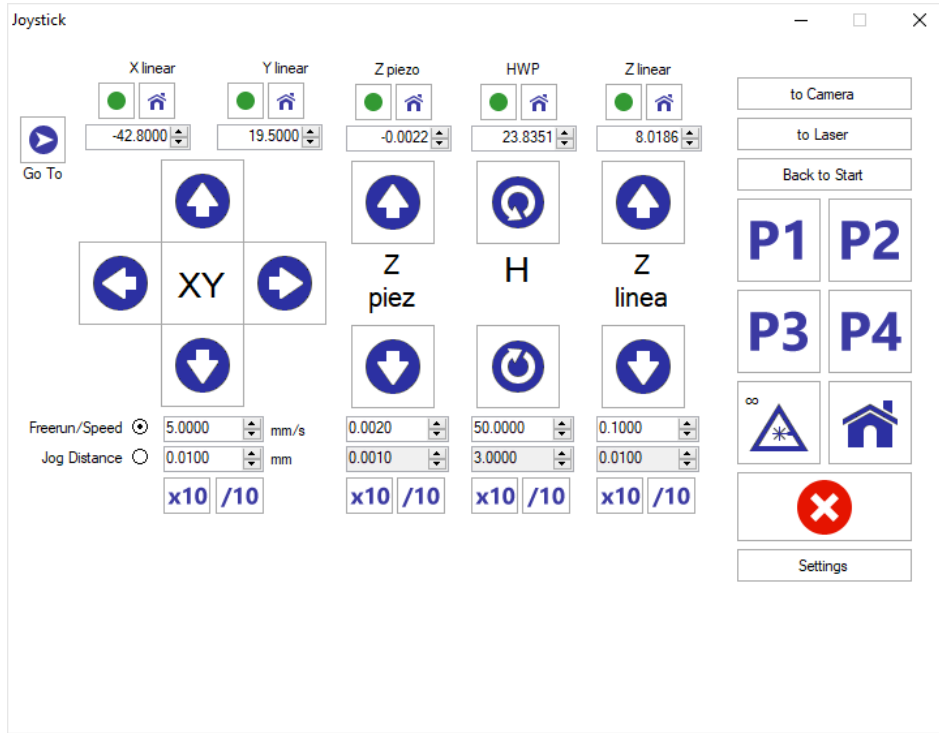 Joystick
X linear Y linear Z piezo HWP Z linear
-42.8000 19.5000 -0.0022 23.8351 8.0186
Go To
XY
Z
piez
H
Z
linea
Freerun/Speed 5.0000 mm/s 0.0020 50.0000 0.1000
Jog Distance 0.0100 mm 0.0010 3.0000 0.0100
x10 /10 x10 /10 x10 /10 x10 /10
to Camera
to Laser
Back to Start
P1 P2
P3 P4
∞
Settings